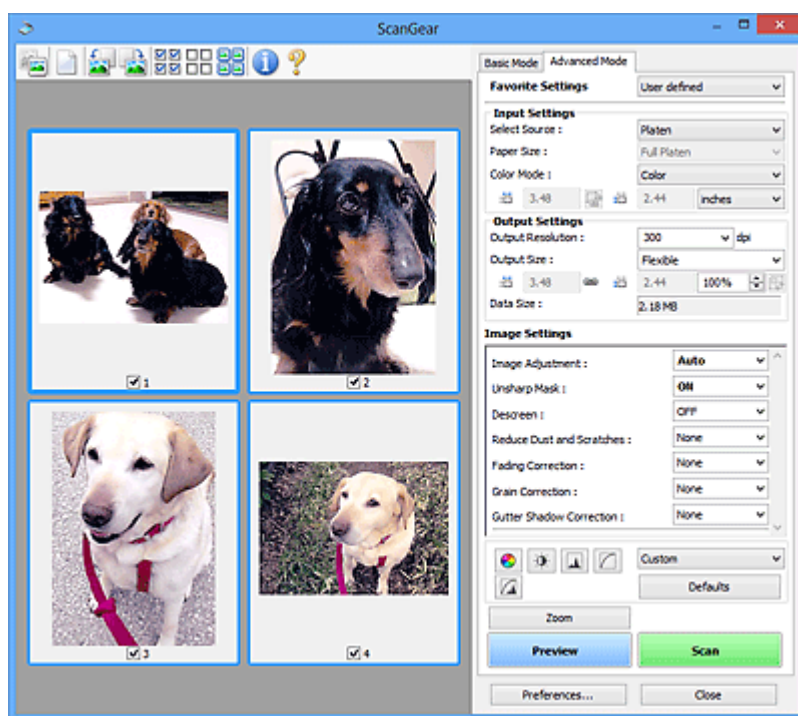 ScanGear
Basic Mode Advanced Mode
Favorite Settings User defined
Input Settings
Select Source : Platen
Paper Size : Full Platen
Color Mode : Color
3.48 2.44 inches
Output Settings
Output Resolution : 300 dpi
Output Size : Flexible
3.48 2.44 100%
Data Size : 2.18 MB
Image Settings
Image Adjustment : Auto
Unsharp Mask : ON
Descreen : OFF
Reduce Dust and Scratches : None
Fading Correction : None
Grain Correction : None
Gutter Shadow Correction : None
Custom
Defaults
Zoom
Preview Scan
Preferences... Close
1
2
3
4